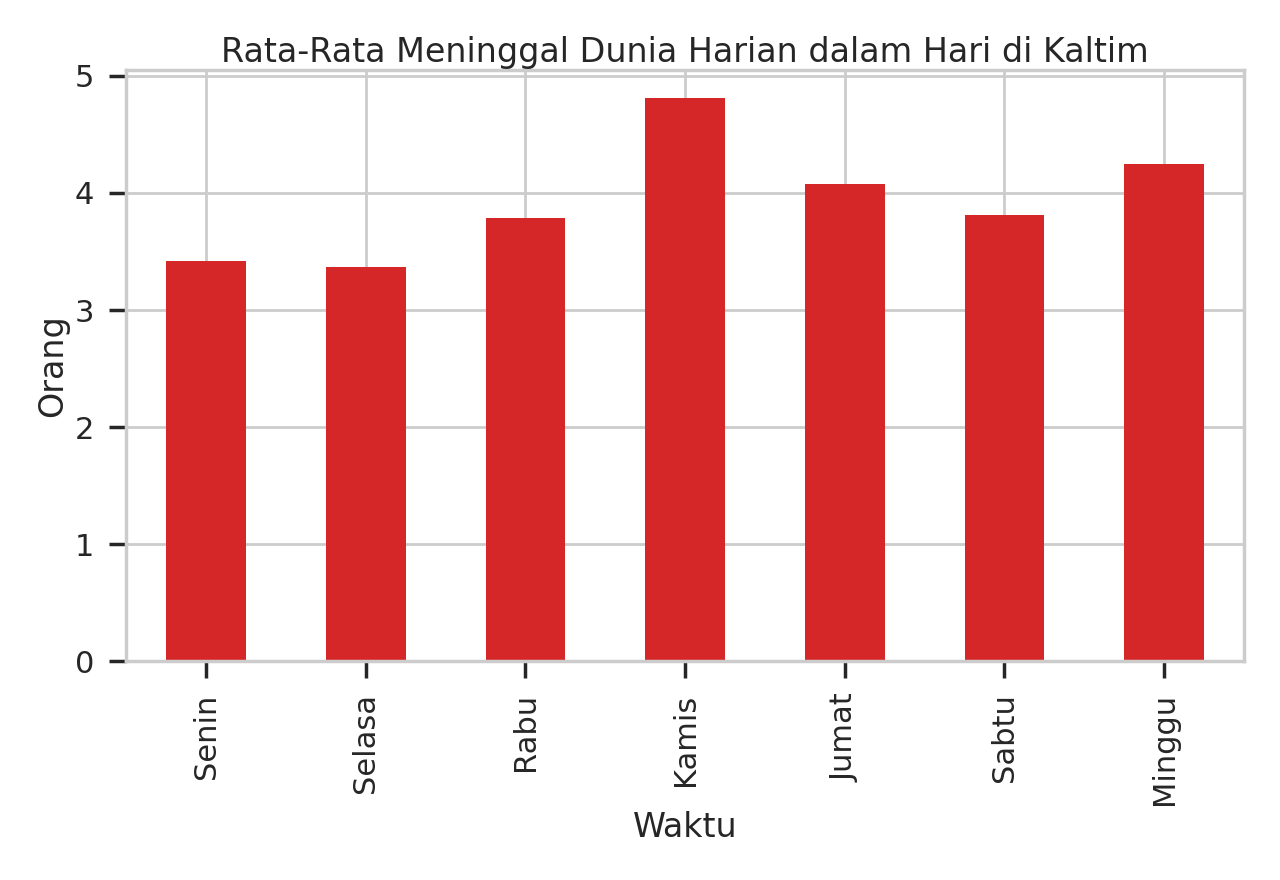 Rata-Rata Meninggal Dunia Harian dalam Hari di Kaltim
5
4
3
2
1
0
Orang
Senin
Selasa
Rabu
Kamis
Jumat
Sabtu
Minggu
Waktu